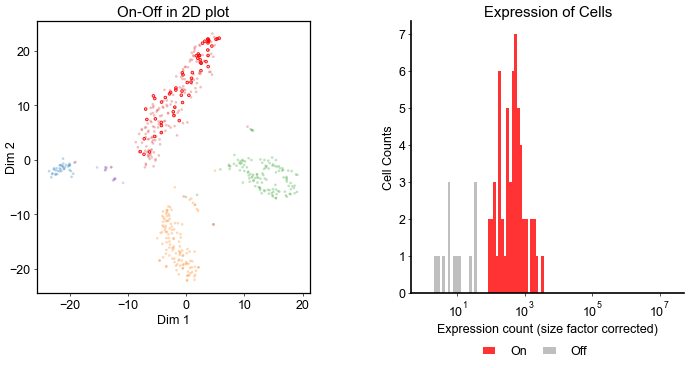 On-Off in 2D plot
20
10
0
−10
−20
Dim 2
−20 −10 0 10 20
Dim 1
Expression of Cells
7
6
5
4
3
2
1
0
Cell Counts
10^1 10^3 10^5 10^7
Expression count (size factor corrected)
On Off